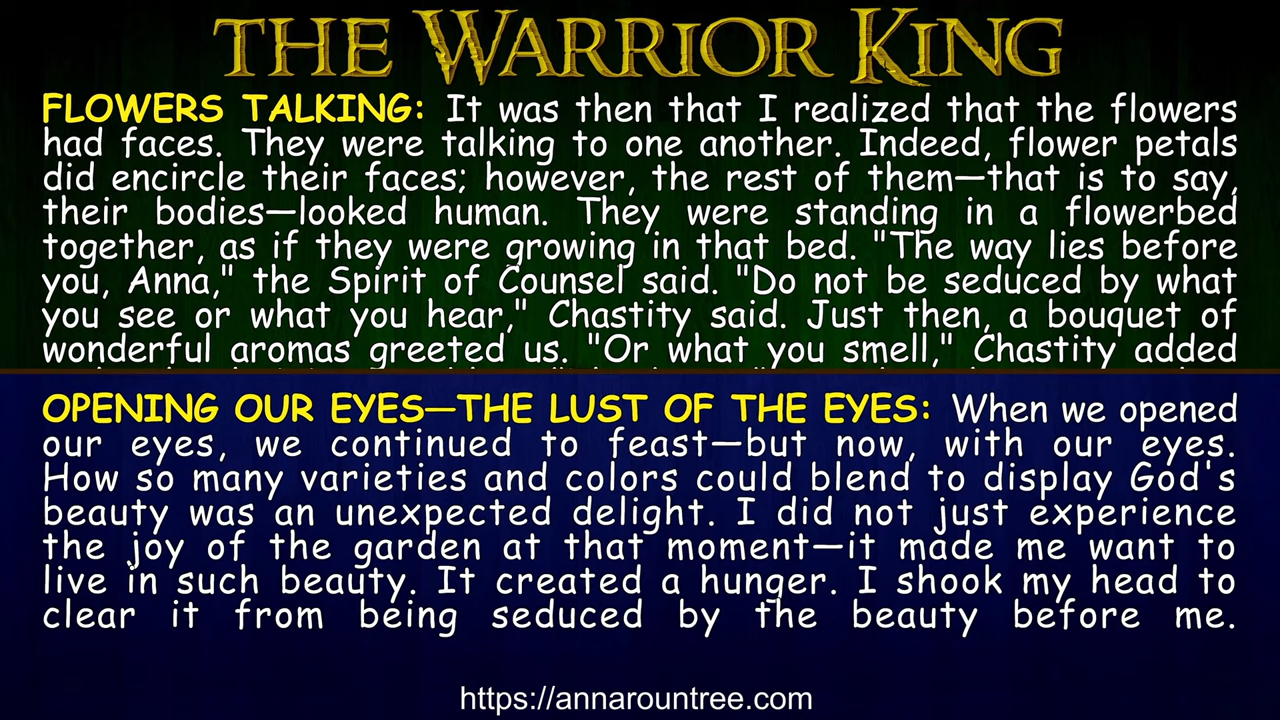 THE WARRIOR KING
FLOWERS TALKING: It was then that I realized that the flowers
had faces. They were talking to one another. Indeed, flower petals
did encircle their faces; however, the rest of them—that is to say,
their bodies—looked human. They were standing in a flowerbed
together, as if they were growing in that bed. "The way lies before
you, Anna," the Spirit of Counsel said. "Do not be seduced by what
you see or what you hear," Chastity said. Just then, a bouquet of
wonderful aromas greeted us. "Or what you smell," Chastity added
OPENING OUR EYES—THE LUST OF THE EYES: When we opened
our eyes, we continued to feast—but now, with our eyes.
How so many varieties and colors could blend to display God's
beauty was an unexpected delight. I did not just experience
the joy of the garden at that moment—it made me want to
live in such beauty. It created a hunger. I shook my head to
clear it from being seduced by the beauty before me.
https://annarountree.com